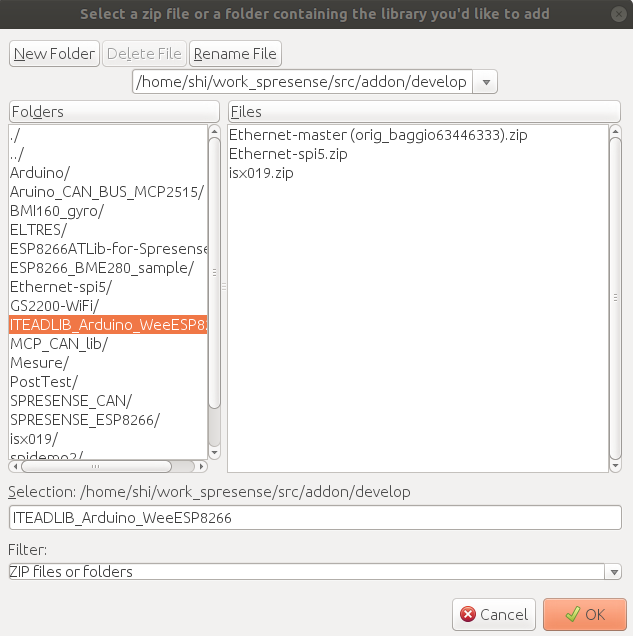 Select a zip file or a folder containing the library you'd like to add
New Folder Delete File Rename File
/home/shi/work_spresense/src/addon/develop
Folders
./
../
Arduino/
Aruino_CAN_BUS_MCP2515/
BMI160_gyro/
ELTRES/
ESP8266ATLib-for-Spresense
ESP8266_BME280_sample/
Ethernet-spi5/
GS2200-WiFi/
ITEADLIB_Arduino_WeeESP8.
MCP_CAN_lib/
Mesure/
PostTest/
SPRESENSE_CAN/
SPRESENSE_ESP8266/
isx019/
spidemo2/
Files
Ethernet-master (orig_baggio63446333).zip
Ethernet-spi5.zip
isx019.zip
Selection: /home/shi/work_spresense/src/addon/develop
ITEADLIB_Arduino_WeeESP8266
Filter:
ZIP files or folders
Cancel OK